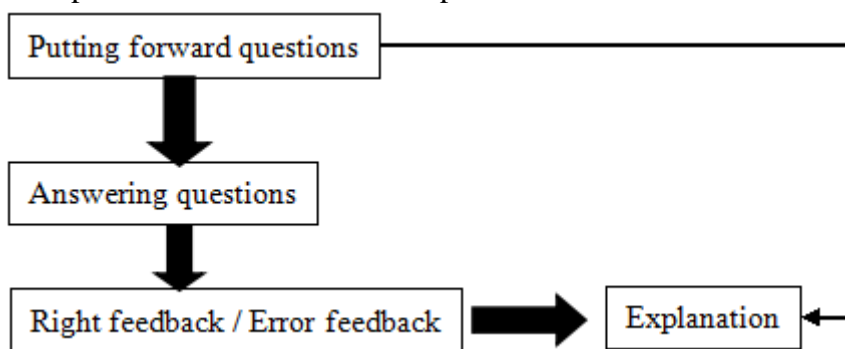 Putting forward questions
Answering questions
Right feedback / Error feedback
Explanation